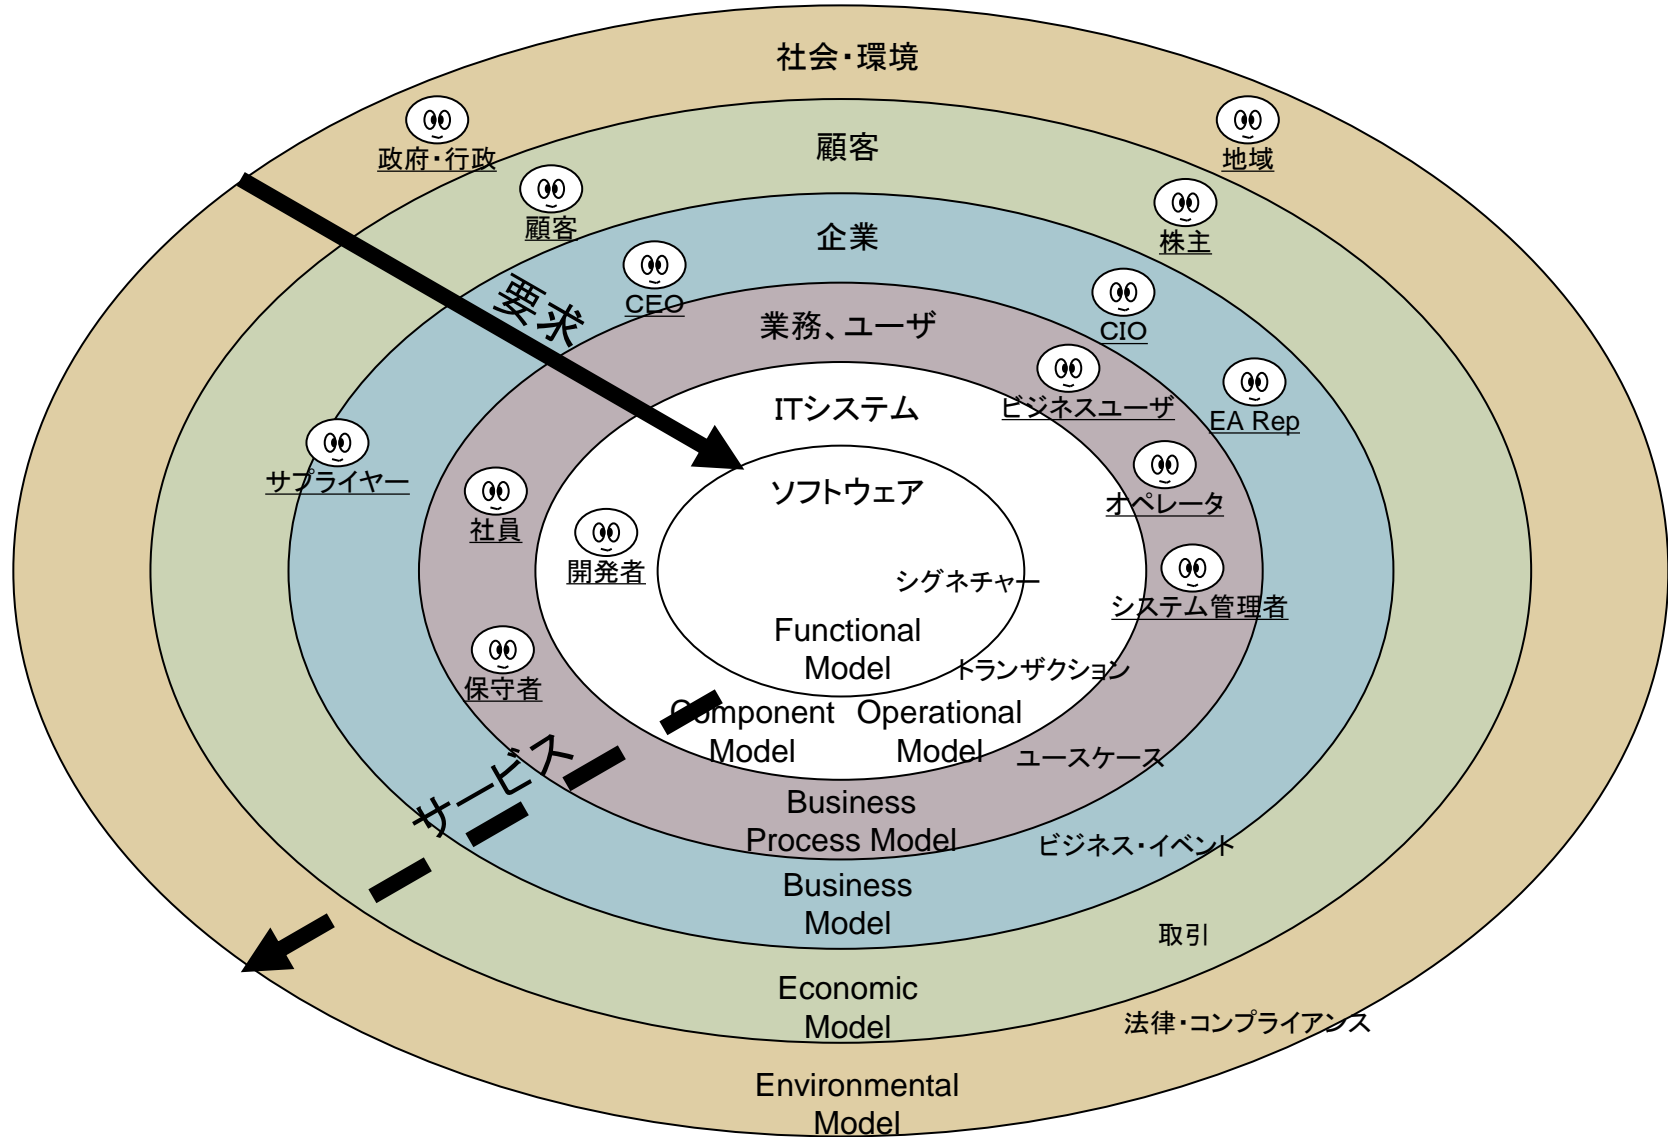 社会・環境
政府・行政
地域
顧客
顧客
株主
企業
CEO
CIO
要求
業務、ユーザ
ビジネスユーザ
EA Rep
ITシステム
サプライヤー
オペレータ
ソフトウェア
社員
開発者
シグネチャー
システム管理者
Functional
Model
トランザクション
保守者
Component
Model
Operational
Model
ユースケース
サービス
Business
Process Model
ビジネス・イベント
Business
Model
取引
Economic
Model
法律・コンプライアンス
Environmental
Model